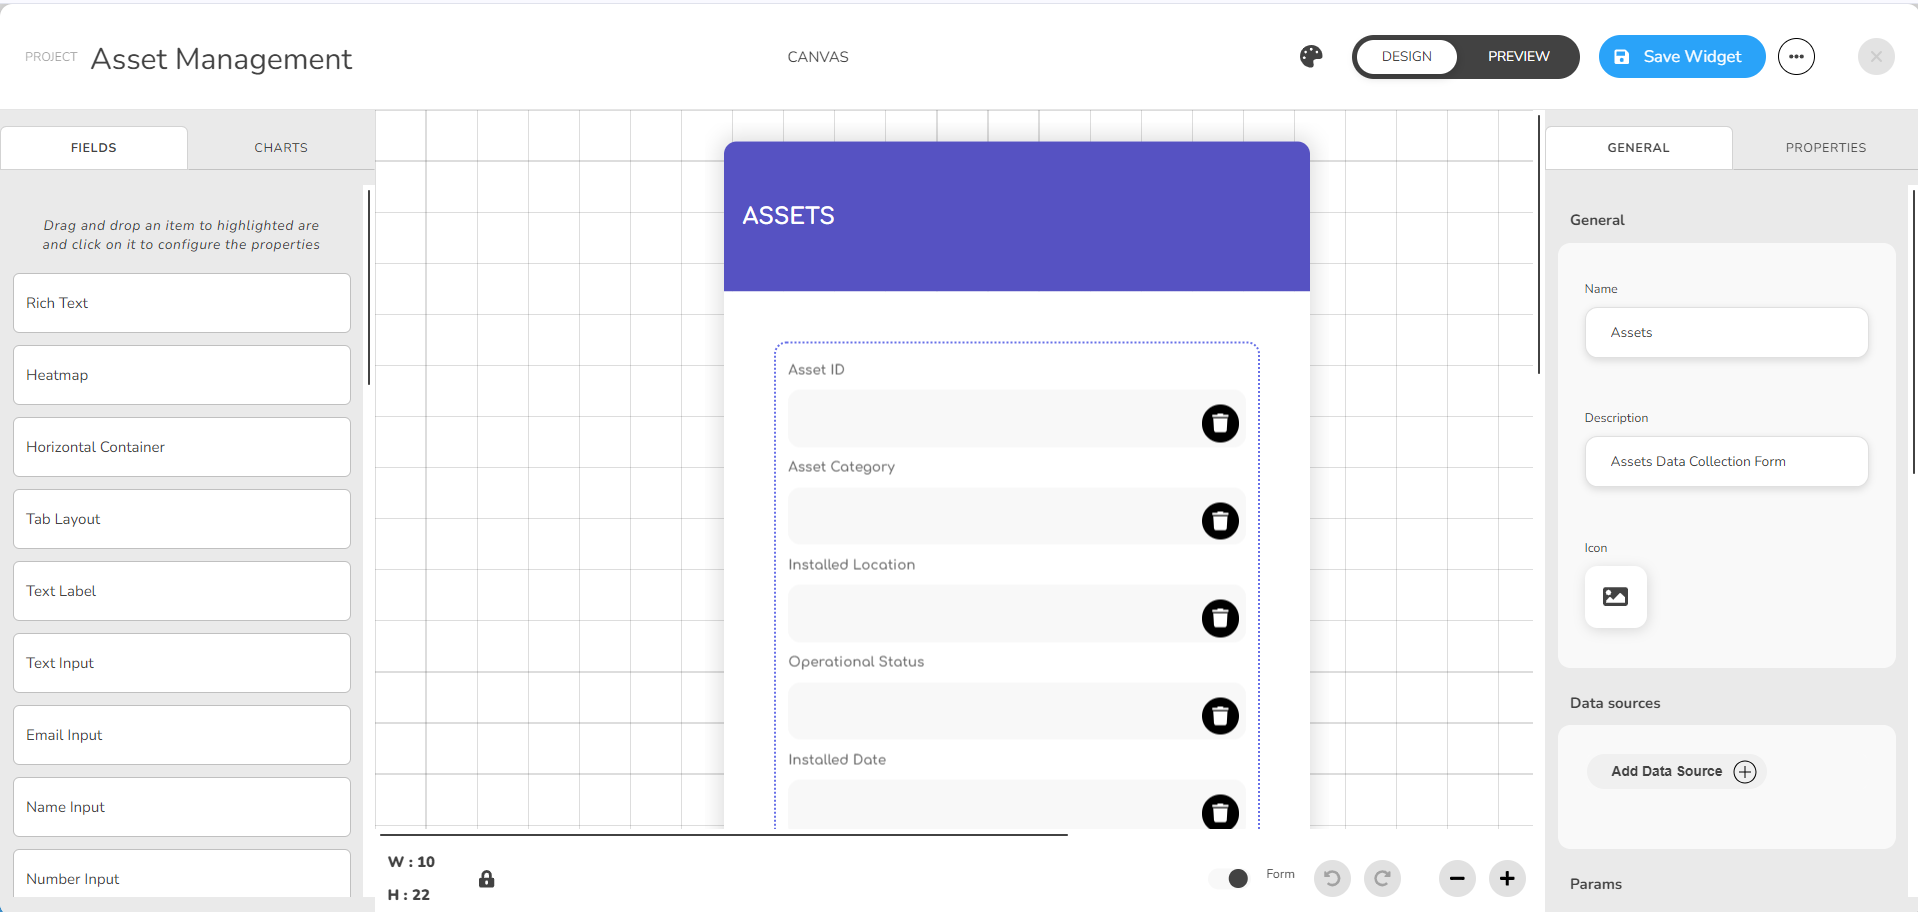 PROJECT Asset Management
CANVAS
DESIGN
PREVIEW
Save Widget
FIELDS
CHARTS
Drag and drop an item to highlighted are
and click on it to configure the properties
Rich Text
Heatmap
Horizontal Container
Tab Layout
Text Label
Text Input
Email Input
Name Input
Number Input
ASSETS
Asset ID
Asset Category
Installed Location
Operational Status
Installed Date
W : 10
H : 22
Form
GENERAL
PROPERTIES
General
Name
Assets
Description
Assets Data Collection Form
Icon
Data sources
Add Data Source
Params